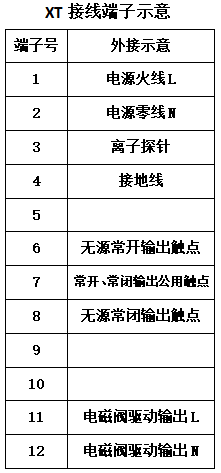 XT 接线端子示意
端子号 外接示意
1 电源火线L
2 电源零线N
3 离子探针
4 接地线
5
6 无源常开输出触点
7 常开、常闭输出公用触点
8 无源常闭输出触点
9
10
11 电磁阀驱动输出L
12 电磁阀驱动输出N